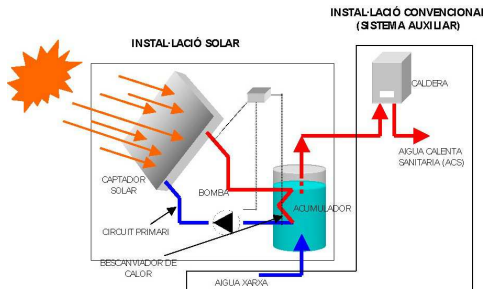 INSTAL·LACIÓ CONVENCIONAL
(SISTEMA AUXILIAR)
INSTAL·LACIÓ SOLAR
CALDERA
AIGUA CALENTA
SANITARIA (ACS)
CAPTADOR
SOLAR
BOMBA
ACUMULADOR
CIRCUIT PRIMARI
BESCANVIADOR DE
CALOR
AIGUA XARXA